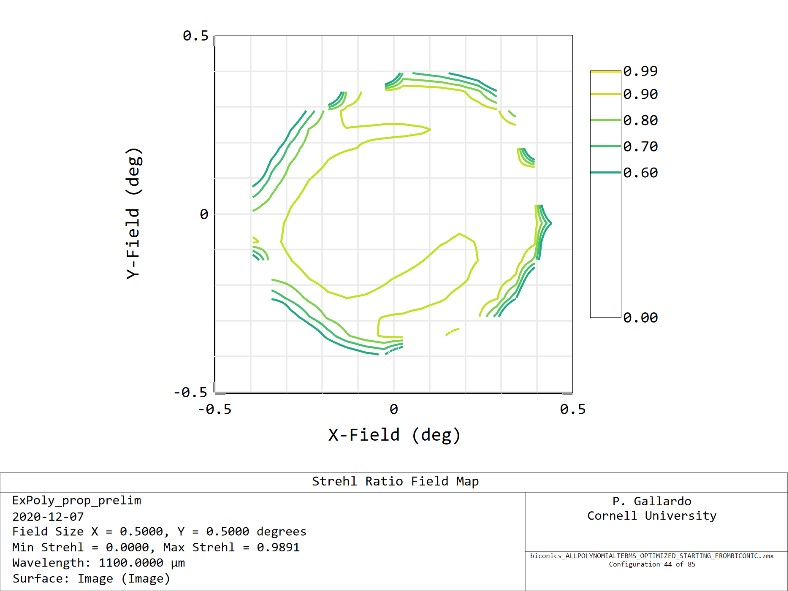 0.5
0
-0.5
Y-Field (deg)
-0.5
0
0.5
X-Field (deg)
0.99
0.90
0.80
0.70
0.60
0.00
Strehl Ratio Field Map
ExPoly_prop_prelim
2020-12-07
Field Size X = 0.5000, Y = 0.5000 degrees
Min Strehl = 0.0000, Max Strehl = 0.9891
Wavelength: 1100.0000 μm
Surface: Image (Image)
P. Gallardo
Cornell University
biconics_ALLPOLYNOMIALTERMS_OPTIMIZED_STARTING_FROMBICONIC.zmx
Configuration 44 of 85